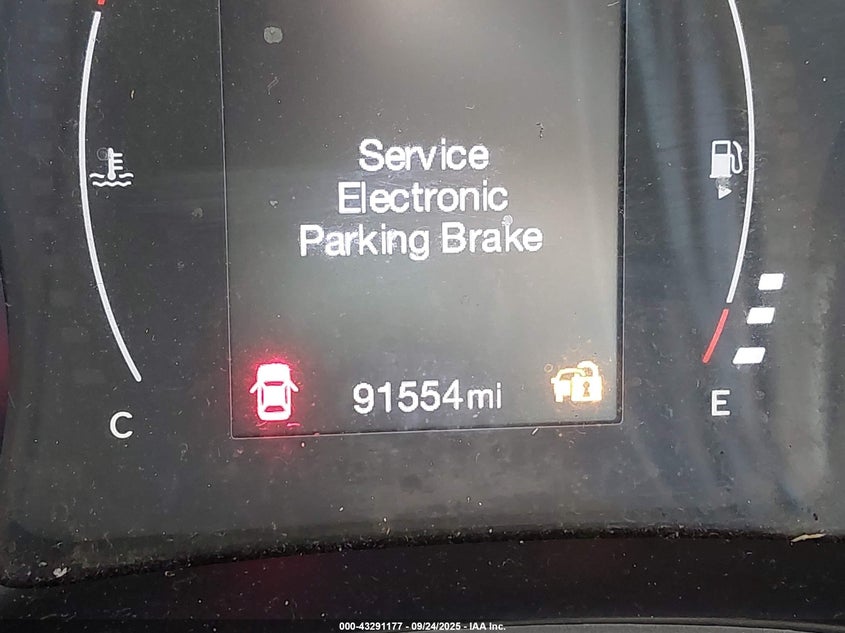 Service
Electronic
Parking Brake
91554mi
C
E
000-43291177 - 09/24/2025 - IAA Inc.